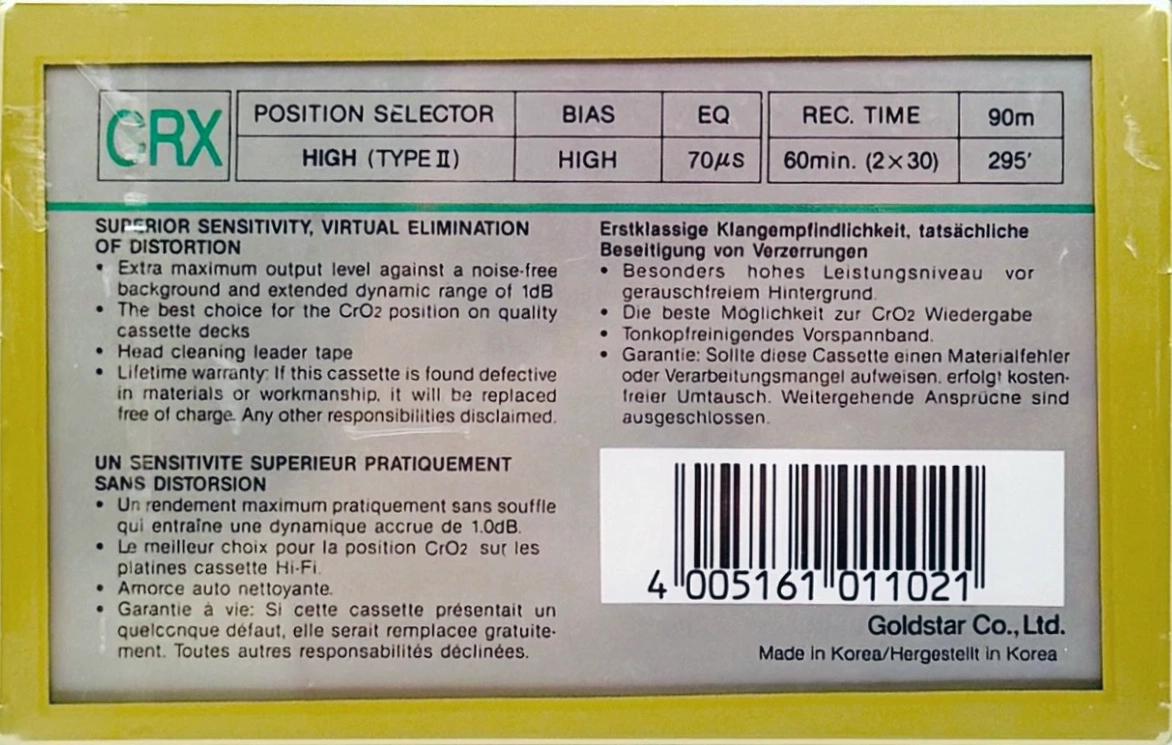 CRX
POSITION SELECTOR BIAS EQ REC. TIME 90m
HIGH (TYPE II) HIGH 70μs 60min. (2×30) 295'
SUPERIOR SENSITIVITY, VIRTUAL ELIMINATION
OF DISTORTION
• Extra maximum output level against a noise-free
background and extended dynamic range of 1dB
• The best choice for the CrO2 position on quality
cassette decks
• Head cleaning leader tape
• Lifetime warranty: If this cassette is found defective
in materials or workmanship, it will be replaced
free of charge. Any other responsibilities disclaimed.
UN SENSITIVITE SUPERIEUR PRATIQUEMENT
SANS DISTORSION
• Un rendement maximum pratiquement sans souffle
qui entraîne une dynamique accrue de 1.0dB.
• Le meilleur choix pour la position CrO2 sur les
platines cassette Hi-Fi.
• Amorce auto nettoyante.
• Garantie à vie: Si cette cassette présentait un
quelconque défaut, elle serait remplacee gratuite-
ment. Toutes autres responsabilités déclinées.
Erstklassige Klangempfindlichkeit, tatsächliche
Beseitigung von Verzerrungen
• Besonders hohes Leistungsniveau vor
gerauschfreiem Hintergrund.
• Die beste Möglichkeit zur CrO2 Wiedergabe
• Tonkopfreinigendes Vorspannband.
• Garantie: Sollte diese Cassette einen Materialfehler
oder Verarbeitungsmangel aufweisen, erfolgt kosten-
freier Umtausch. Weitergehende Ansprüche sind
ausgeschlossen.
4 005161 011021
Goldstar Co., Ltd.
Made in Korea/Hergestellt in Korea